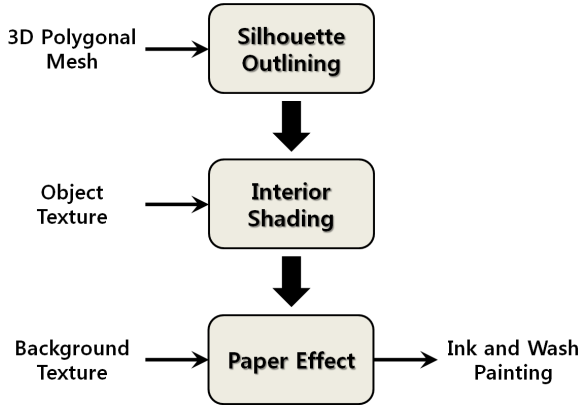 3D Polygonal
Mesh
Silhouette
Outlining
Object
Texture
Interior
Shading
Background
Texture
Paper Effect
Ink and Wash
Painting